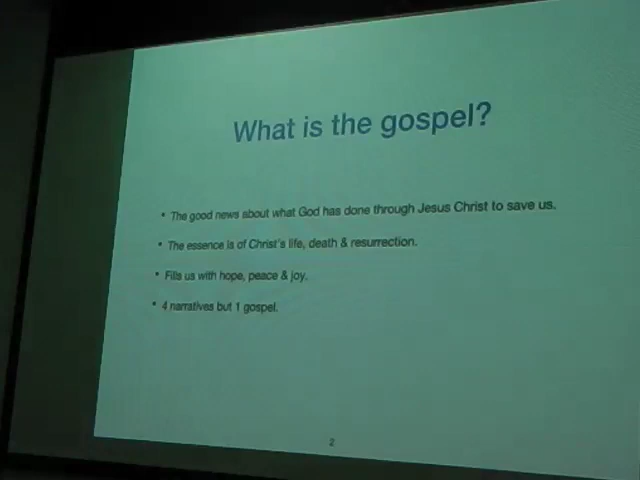 What is the gospel?
• The good news about what God has done through Jesus Christ to save us.
• The essence is of Christ's life, death & resurrection.
• Fills us with hope, peace & joy.
• 4 narratives but 1 gospel.
2